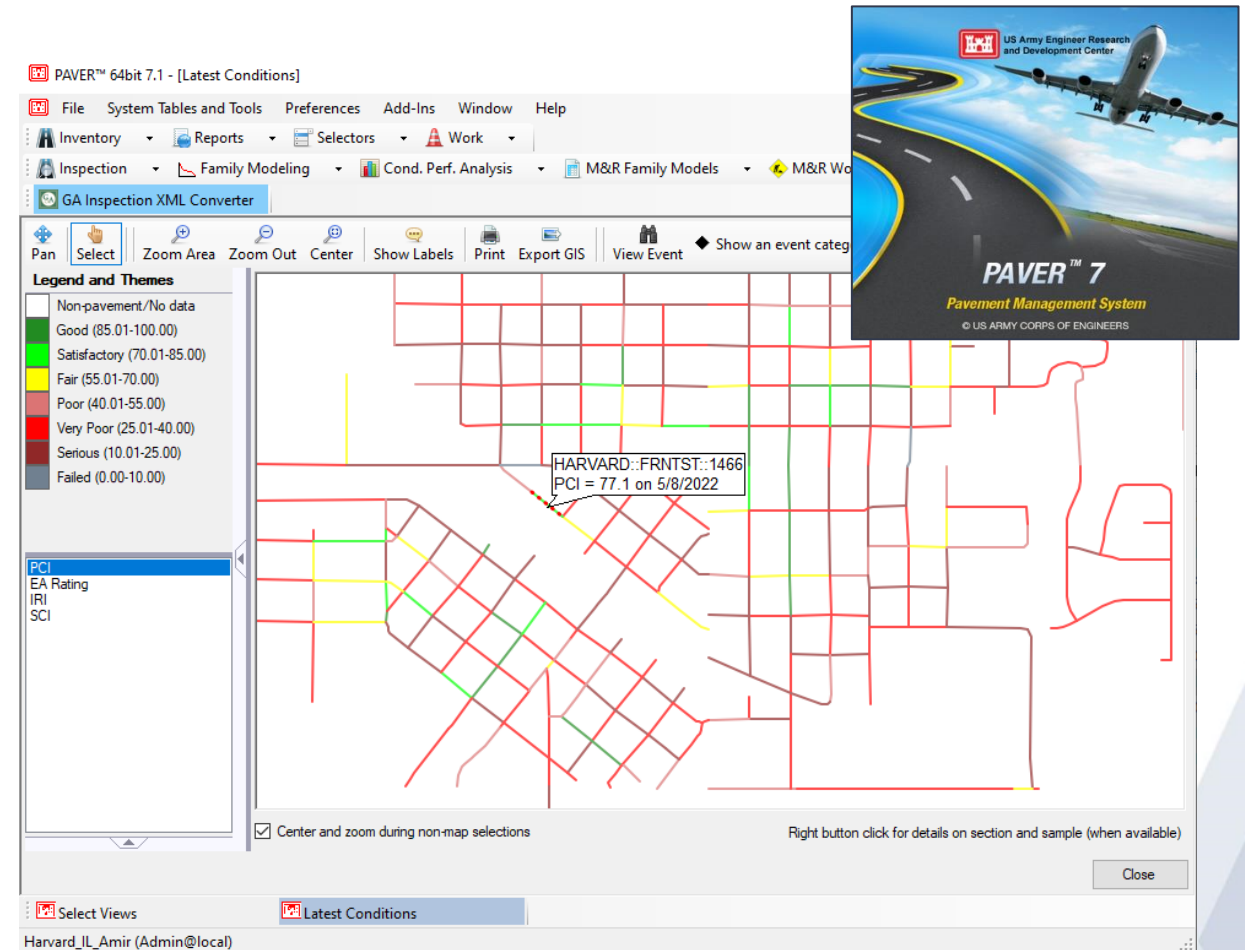 US Army Engineer Research
and Development Center
PAVER™ 7
Pavement Management System
© US ARMY CORPS OF ENGINEERS
PAVER™ 64bit 7.1 - [Latest Conditions]
File System Tables and Tools Preferences Add-Ins Window Help
Inventory Reports Selectors Work
Inspection Family Modeling Cond. Perf. Analysis M&R Family Models M&R Wo
GA Inspection XML Converter
Pan Select Zoom Area Zoom Out Center Show Labels Print Export GIS View Event Show an event categ
Legend and Themes
Non-pavement/No data
Good (85.01-100.00)
Satisfactory (70.01-85.00)
Fair (55.01-70.00)
Poor (40.01-55.00)
Very Poor (25.01-40.00)
Serious (10.01-25.00)
Failed (0.00-10.00)
HARVARD::FRNTST::1466
PCI = 77.1 on 5/8/2022
PCI
EA Rating
IRI
SCI
Center and zoom during non-map selections
Right button click for details on section and sample (when available)
Close
Select Views Latest Conditions
Harvard_IL_Amir (Admin@local)